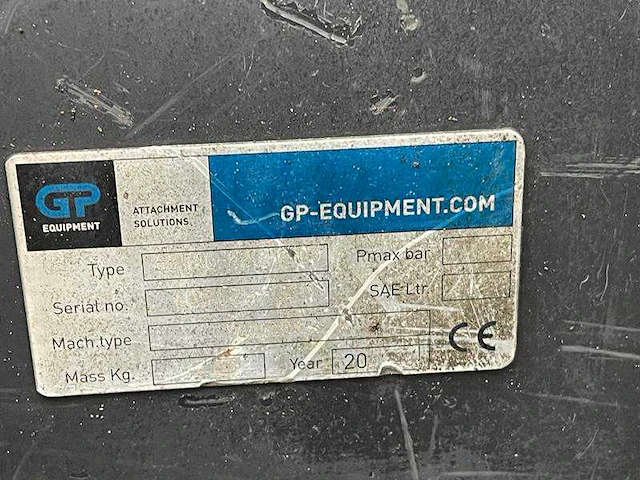 GP
EQUIPMENT
ATTACHMENT
SOLUTIONS
GP-EQUIPMENT.COM
Type
Pmax bar
Serial no.
SAE-Ltr.
Mach.type
CE
Mass Kg.
Year 20